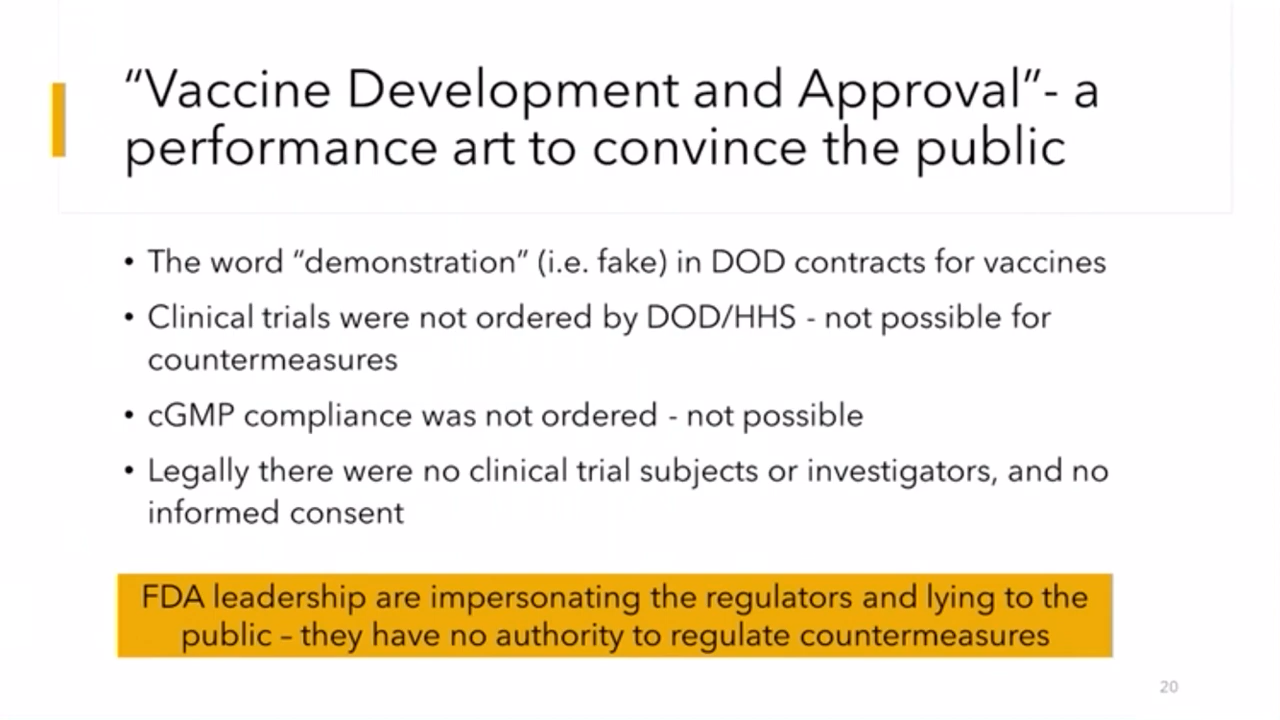 “Vaccine Development and Approval”- a
performance art to convince the public
• The word “demonstration” (i.e. fake) in DOD contracts for vaccines
• Clinical trials were not ordered by DOD/HHS - not possible for
countermeasures
• cGMP compliance was not ordered - not possible
• Legally there were no clinical trial subjects or investigators, and no
informed consent
FDA leadership are impersonating the regulators and lying to the
public – they have no authority to regulate countermeasures
20